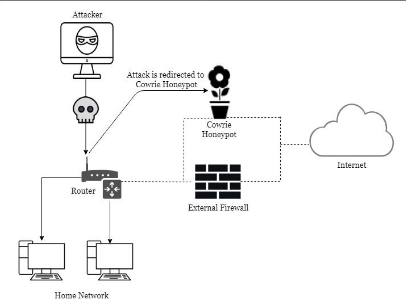 Attacker
Attack is redirected to
Cowrie Honeypot
Cowrie
Honeypot
Internet
Router
External Firewall
Home Network